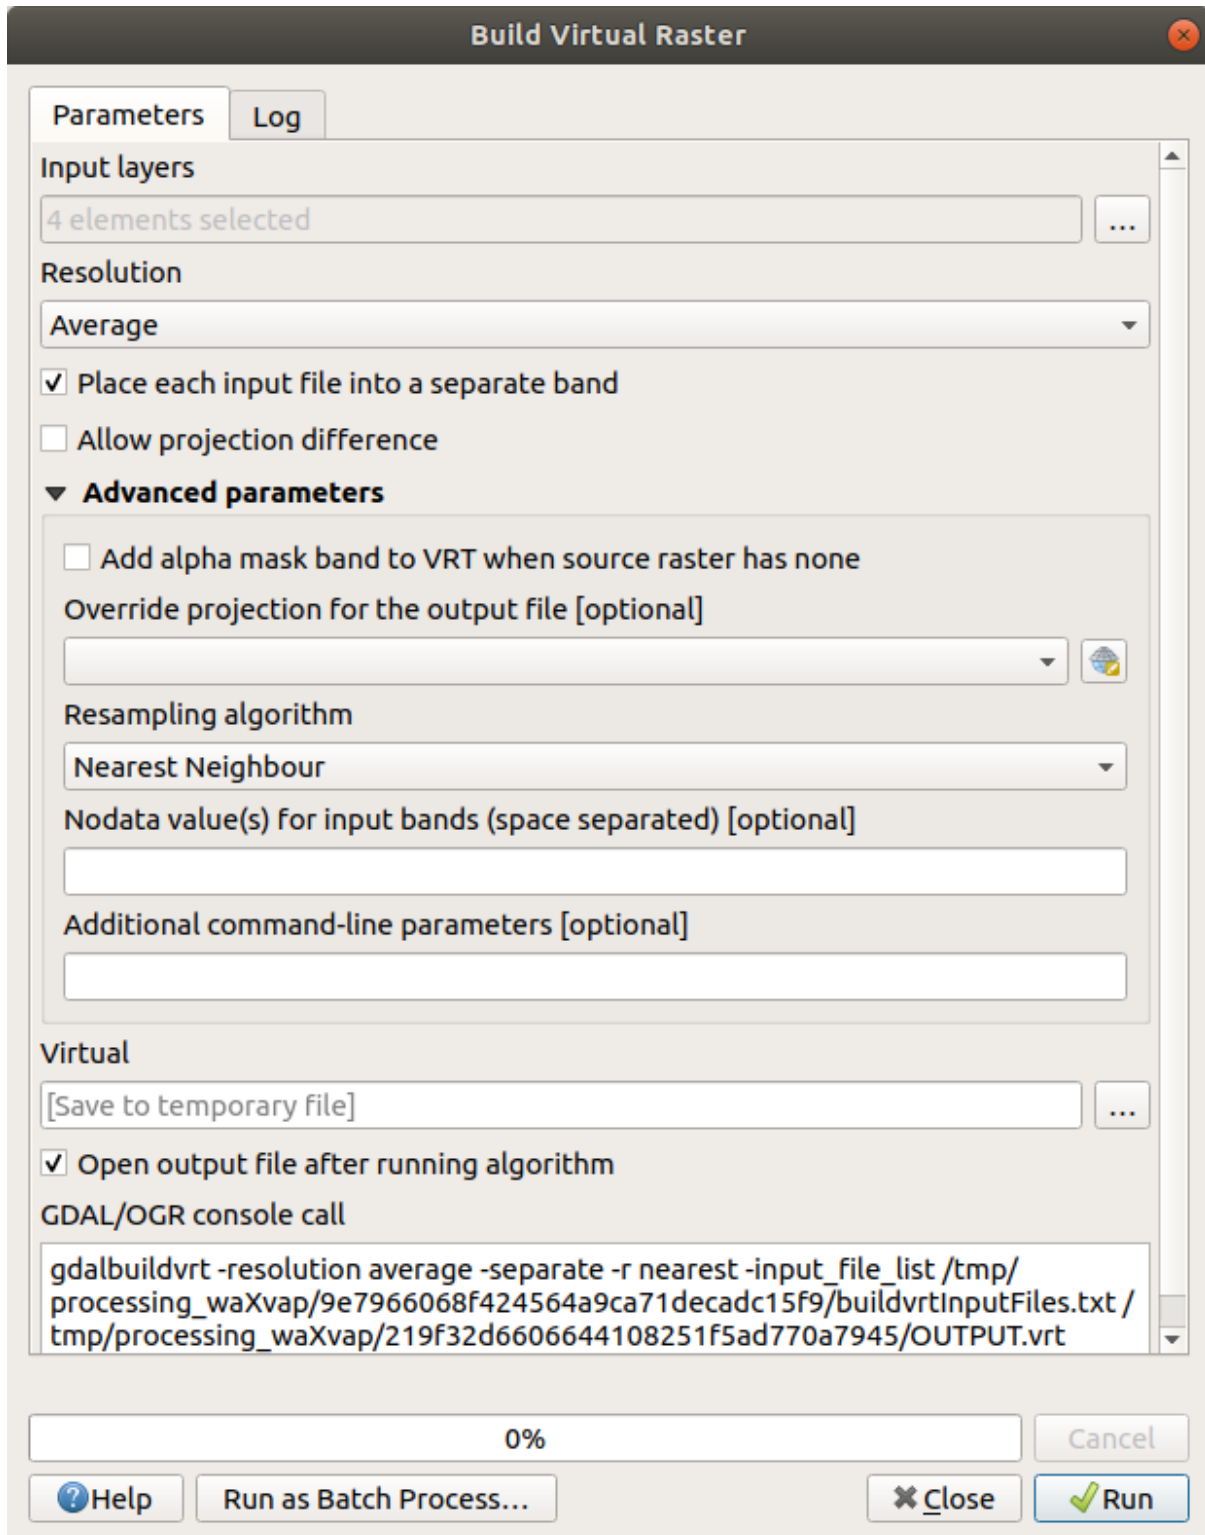 Build Virtual Raster
Parameters
Log
Input layers
4 elements selected
...
Resolution
Average
Place each input file into a separate band
Allow projection difference
Advanced parameters
Add alpha mask band to VRT when source raster has none
Override projection for the output file [optional]
Resampling algorithm
Nearest Neighbour
Nodata value(s) for input bands (space separated) [optional]
Additional command-line parameters [optional]
Virtual
[Save to temporary file]
...
Open output file after running algorithm
GDAL/OGR console call
gdalbuildvrt -resolution average -separate -r nearest -input_file_list /tmp/
processing_waXvap/9e7966068f424564a9ca71decadc15f9/buildvrtInputFiles.txt /
tmp/processing_waXvap/219f32d6606644108251f5ad770a7945/OUTPUT.vrt
0%
Cancel
Help
Run as Batch Process...
Close
Run